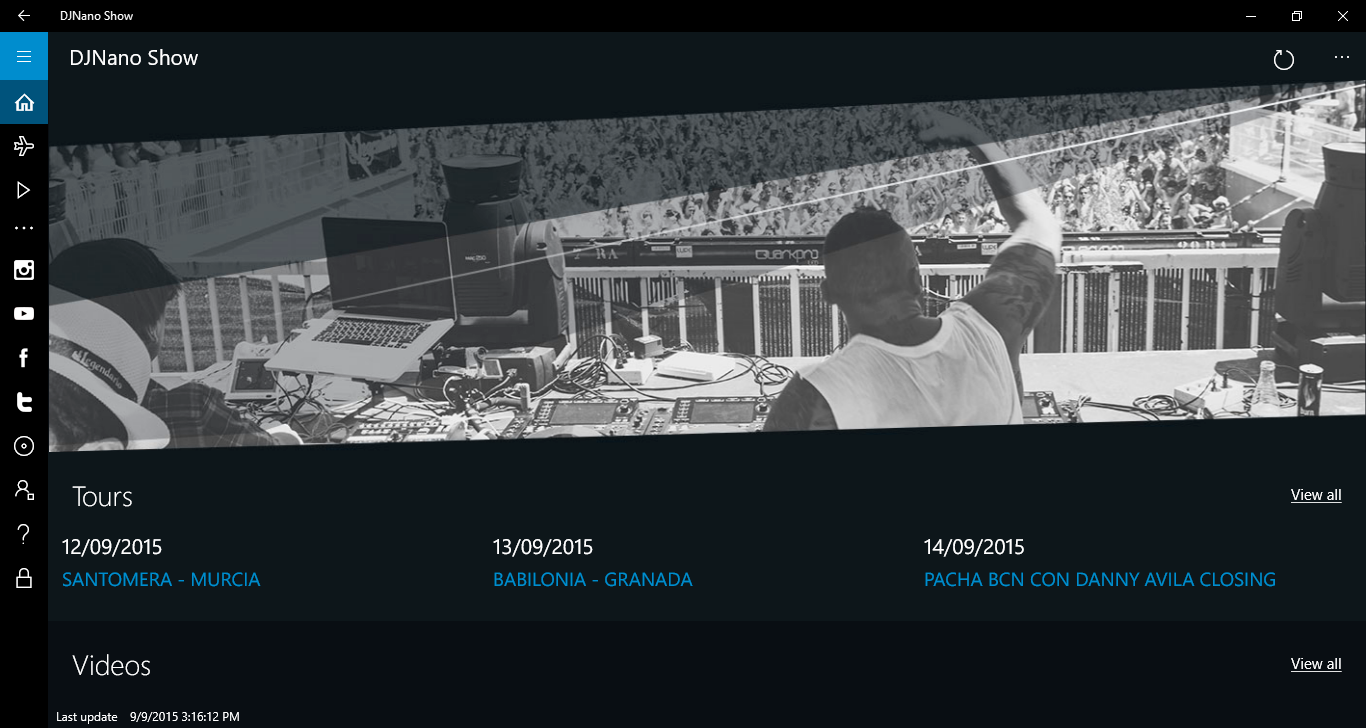 DJNano Show
DJNano Show
Legendario
QUARKPRO
Tours
View all
12/09/2015
13/09/2015
14/09/2015
SANTOMERA - MURCIA
BABILONIA - GRANADA
PACHA BCN CON DANNY AVILA CLOSING
Videos
View all
Last update 9/9/2015 3:16:12 PM